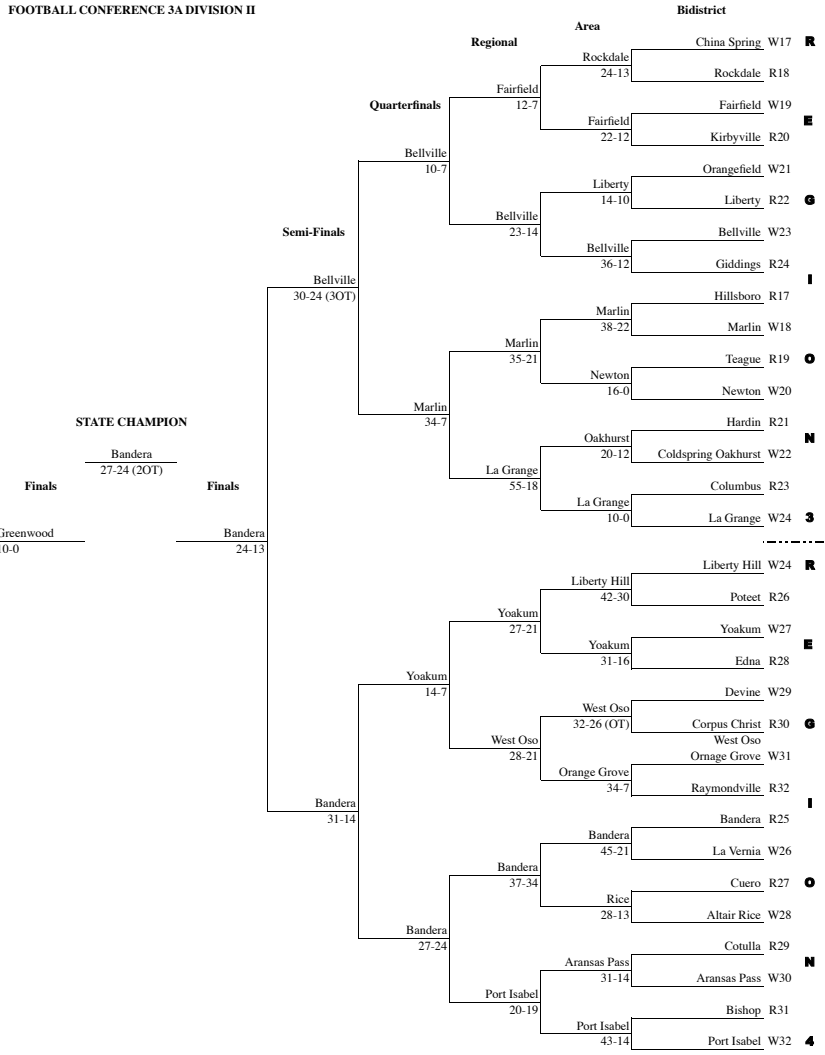 FOOTBALL CONFERENCE 3A DIVISION II
Bidistrict
Area
Regional
China Spring W17 R
Rockdale
24-13
Rockdale R18
Fairfield
12-7
Quarterfinals
Fairfield W19
Fairfield
22-12
E
Kirbyville R20
Bellville
10-7
Orangefield W21
Liberty
14-10
Liberty R22 G
Bellville
23-14
Semi-Finals
Bellville W23
Bellville
36-12
Giddings R24
I
Bellville
30-24 (3OT)
Hillsboro R17
Marlin
38-22
Marlin W18
Marlin
35-21
Teague R19 O
Newton
16-0
Newton W20
Marlin
34-7
STATE CHAMPION
Hardin R21
Oakhurst
20-12
N
Bandera
27-24 (2OT)
Coldspring Oakhurst W22
La Grange
55-18
Finals
Finals
Columbus R23
La Grange
10-0
La Grange W24 3
Greenwood
10-0
Bandera
24-13
Liberty Hill W24 R
Liberty Hill
42-30
Poteet R26
Yoakum
27-21
Yoakum W27
Yoakum
31-16
E
Edna R28
Yoakum
14-7
Devine W29
West Oso
32-26 (OT)
Corpus Christ R30 G
West Oso
West Oso
28-21
Ornage Grove W31
Orange Grove
34-7
Raymondville R32
I
Bandera
31-14
Bandera R25
Bandera
45-21
La Vernia W26
Bandera
37-34
Cuero R27 O
Rice
28-13
Altair Rice W28
Bandera
27-24
Cotulla R29
Aransas Pass
31-14
N
Aransas Pass W30
Port Isabel
20-19
Bishop R31
Port Isabel
43-14
Port Isabel W32 4